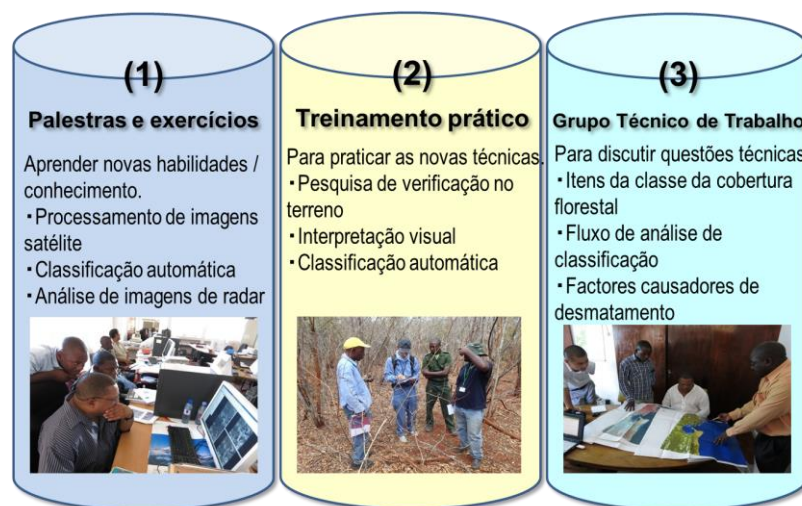 (1)
Palestras e exercícios
Aprender novas habilidades /
conhecimento.
・Processamento de imagens
satélite
・Classificação automática
・Análise de imagens de radar
(2)
Treinamento prático
Para praticar as novas técnicas.
・Pesquisa de verificação no
terreno
・Interpretação visual
・Classificação automática
(3)
Grupo Técnico de Trabalho
Para discutir questões técnicas
・Itens da classe da cobertura
florestal
・Fluxo de análise de
classificação
・Factores causadores de
desmatamento